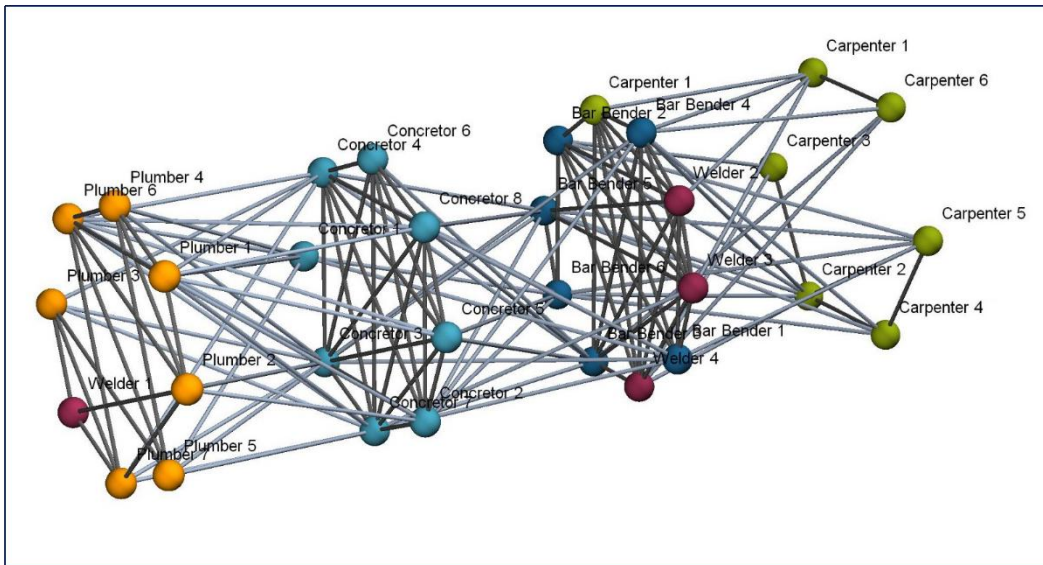 Carpenter 1
Carpenter 6
Carpenter 1
Bar Bender 4
Bar Bender 2
Concretor 6
Concretor 4
Carpenter 3
Welder 2
Plumber 4
Plumber 6
Concretor 8
Bar Bender 5
Carpenter 5
Concretor 1
Plumber 1
Welder 3
Bar Bender 6
Carpenter 2
Plumber 3
Concretor 5
Carpenter 4
Concretor 3
Bar Bender 1
Plumber 2
Welder 4
Welder 1
Concretor 2
Concretor 7
Plumber 5
Plumber 7